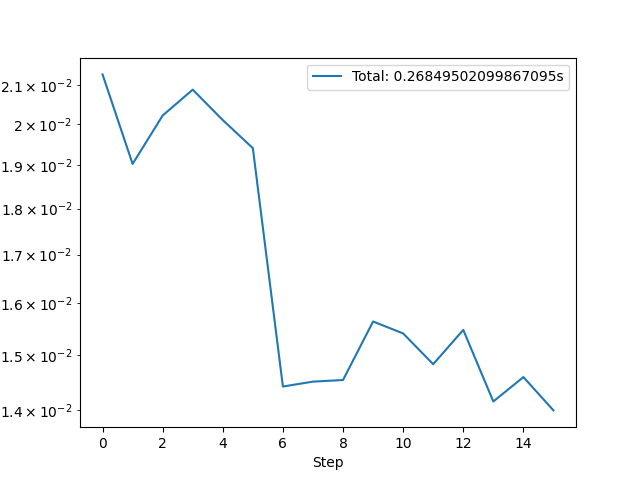 Total: 0.26849502099867095s
2.1 × 10⁻²
2 × 10⁻²
1.9 × 10⁻²
1.8 × 10⁻²
1.7 × 10⁻²
1.6 × 10⁻²
1.5 × 10⁻²
1.4 × 10⁻²
0 2 4 6 8 10 12 14
Step